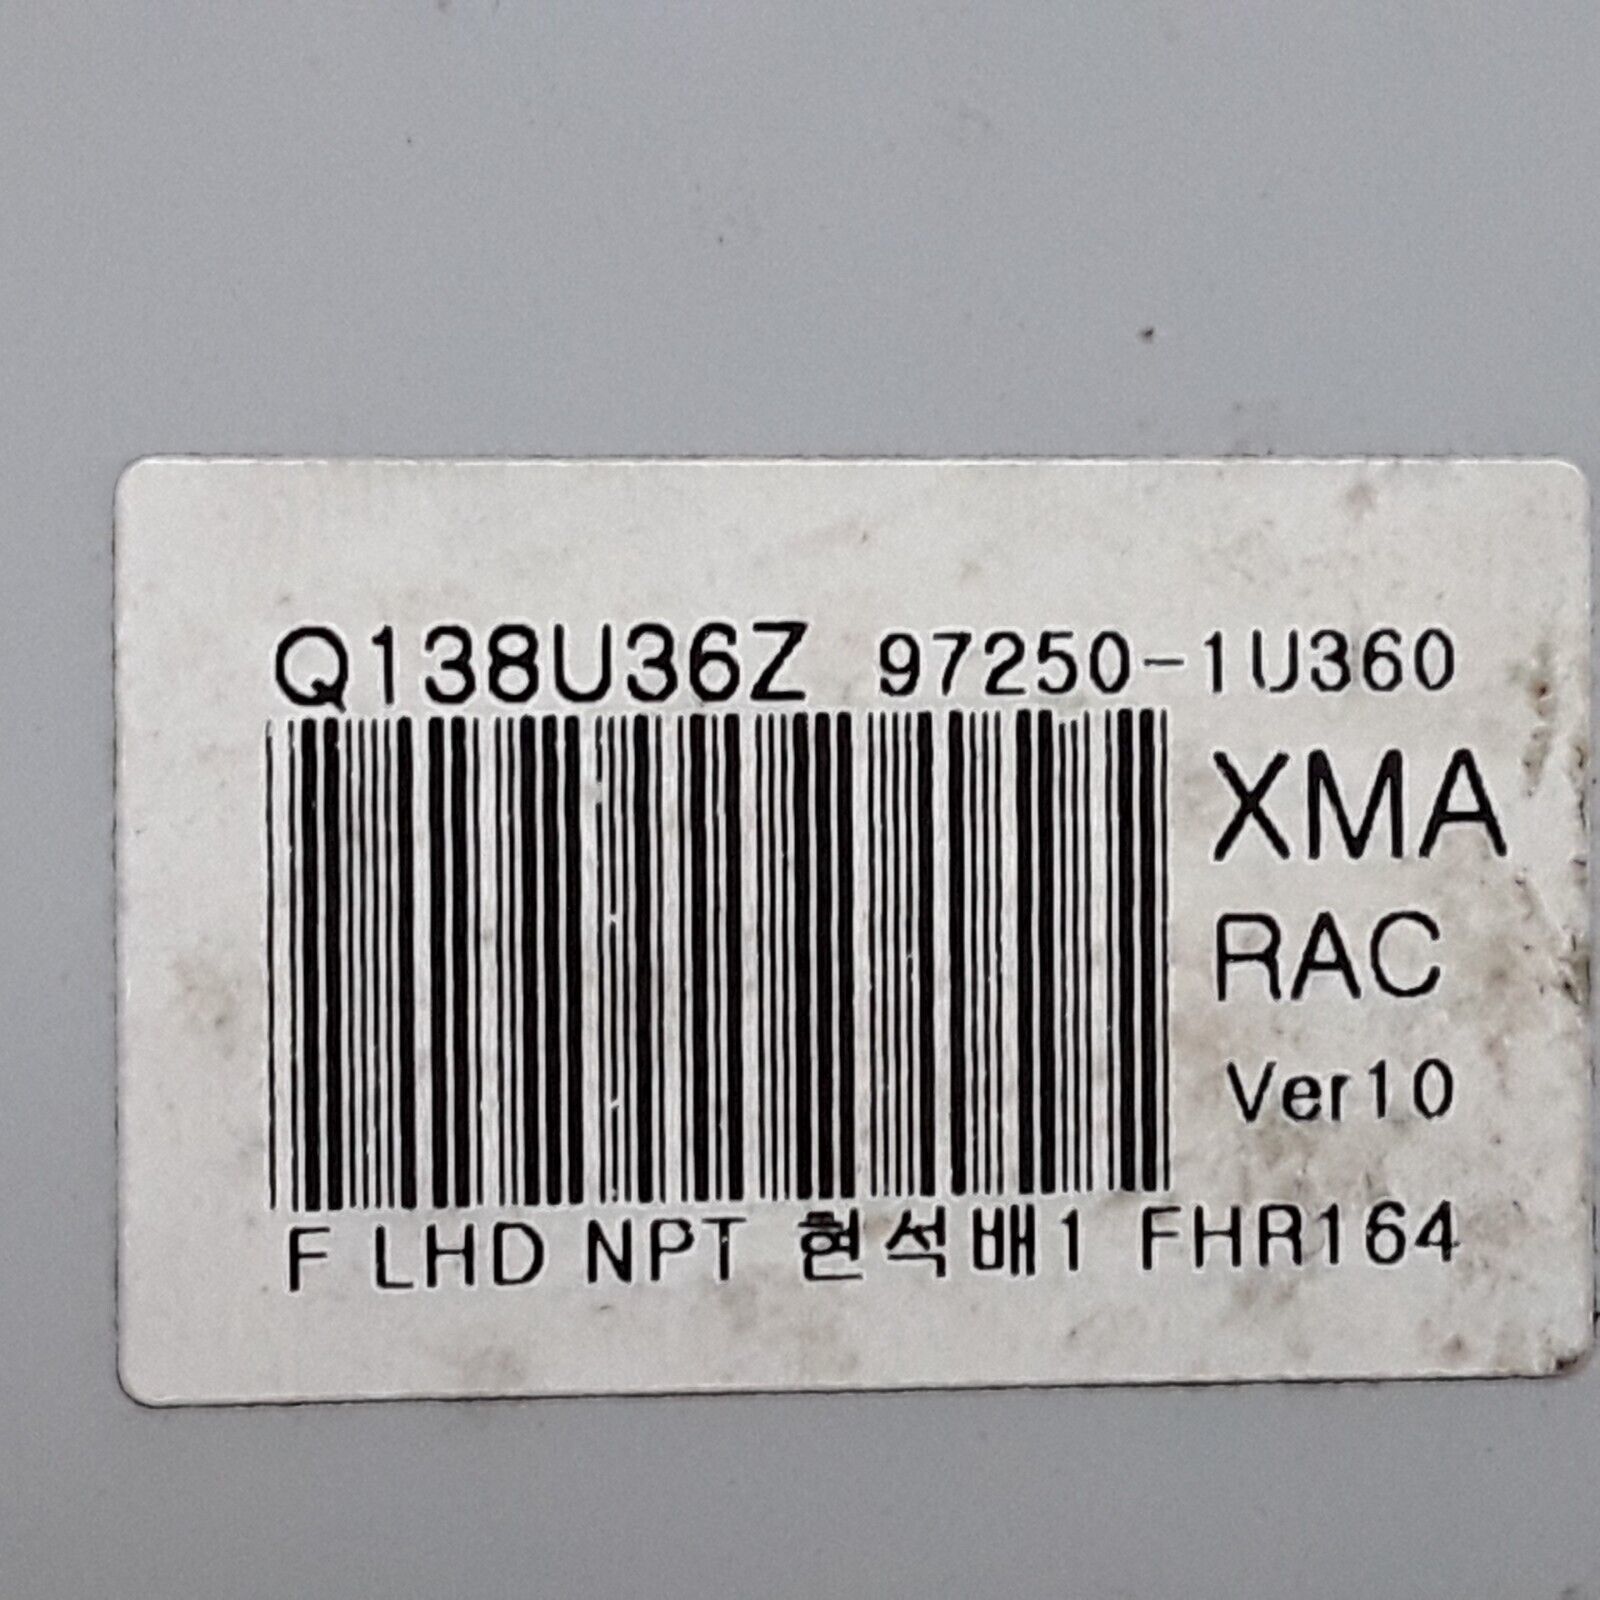 Q138U36Z 97250-1U360
XMA
RAC
Ver10
F LHD NPT 현석배1 FHR164